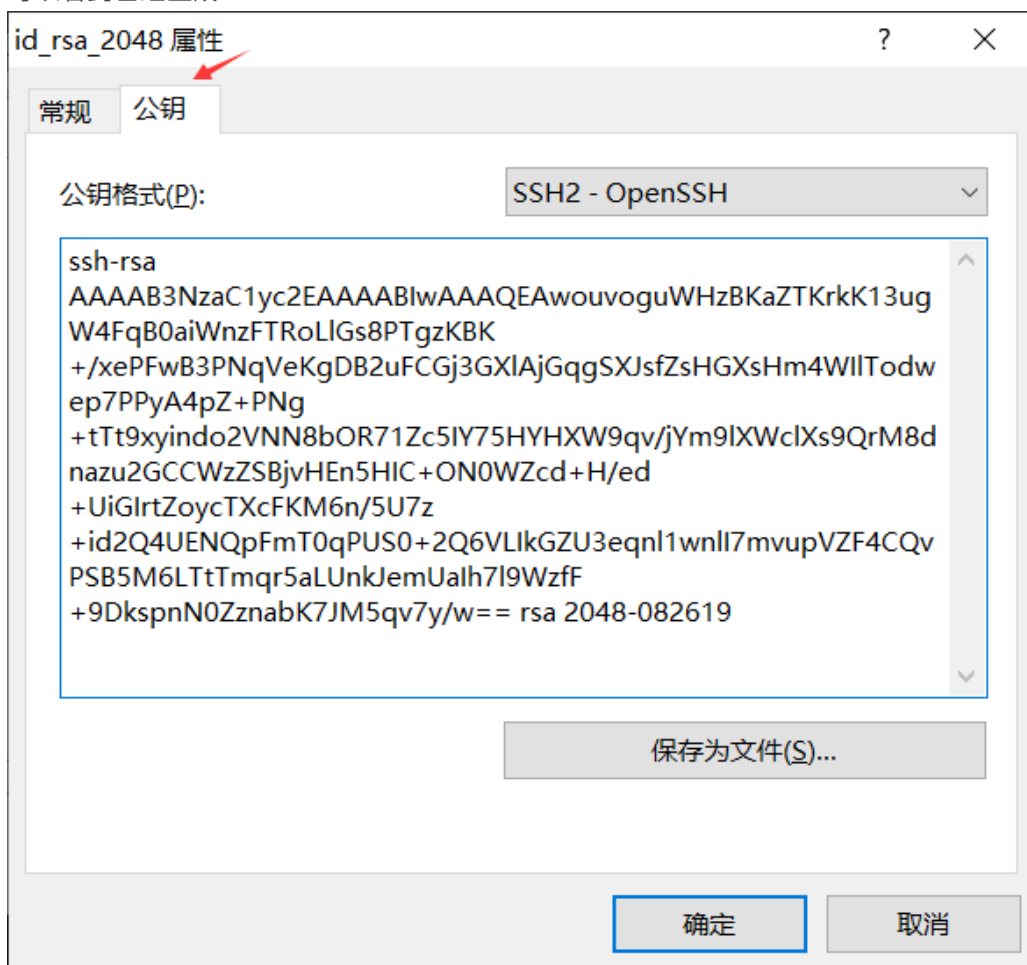 id_rsa_2048 属性
常规
公钥
公钥格式(P):
SSH2 - OpenSSH
ssh-rsa
AAAAB3NzaC1yc2EAAAABIwAAAQEAwouvoguWHzBKaZTKrkK13ug
W4FqB0aiWnzFTRoLlGs8PTgzKBK
+/xePFwB3PNqVeKgDB2uFCGj3GXlAjGqgSXJsfZsHGXsHm4WIlTodw
ep7PPyA4pZ+PNg
+tTt9xyindo2VNN8bOR71Zc5IY75HYHXW9qv/jYm9lXWclXs9QrM8d
nazu2GCCWzZSBjvHEn5HIC+ON0WZcd+H/ed
+UiGIrtZoycTXcFKM6n/5U7z
+id2Q4UENQpFmT0qPUS0+2Q6VLIkGZU3eqnl1wnlI7mvupVZF4CQv
PSB5M6LTtTmqr5aLUnkJemUaIh7l9WzfF
+9DkspnN0ZznabK7JM5qv7y/w== rsa 2048-082619
保存为文件(S)...
确定
取消